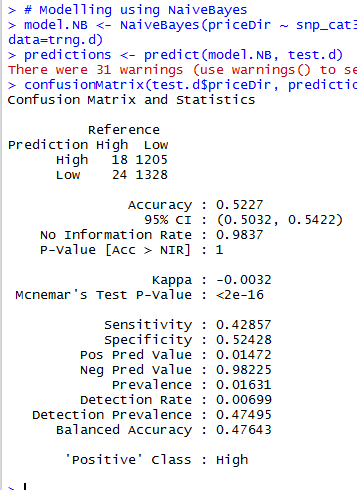 > # Modelling using NaiveBayes
> model.NB <- NaiveBayes(priceDir ~ snp_cat
data=trng.d)
> predictions <- predict(model.NB, test.d)
There were 31 warnings (use warnings() to se
> confusionMatrix(test.d$priceDir, predictio
Confusion Matrix and Statistics
Reference
Prediction High Low
High 18 1205
Low 24 1328
Accuracy : 0.5227
95% CI : (0.5032, 0.5422)
No Information Rate : 0.9837
P-Value [Acc > NIR] : 1
Kappa : -0.0032
Mcnemar's Test P-Value : <2e-16
Sensitivity : 0.42857
Specificity : 0.52428
Pos Pred Value : 0.01472
Neg Pred Value : 0.98225
Prevalence : 0.01631
Detection Rate : 0.00699
Detection Prevalence : 0.47495
Balanced Accuracy : 0.47643
'Positive' Class : High
>